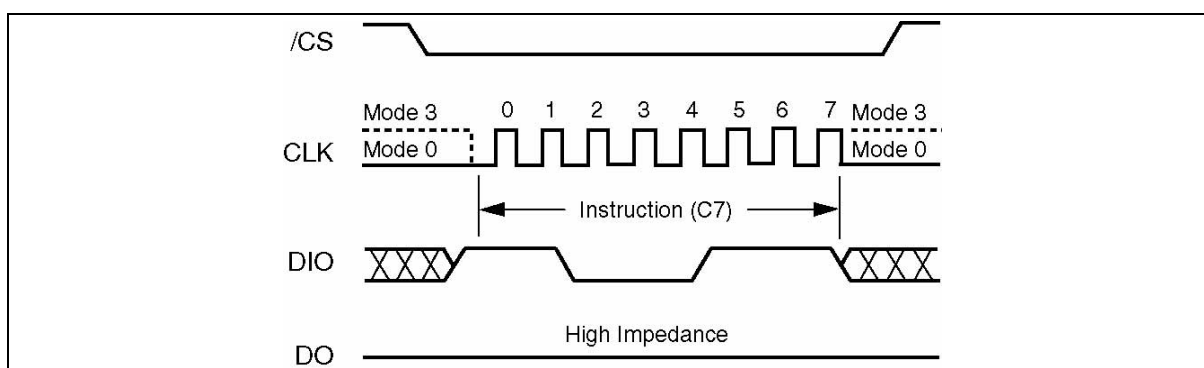 /CS
Mode 3 0 1 2 3 4 5 6 7 Mode 3
CLK Mode 0 Mode 0
Instruction (C7)
DIO
High Impedance
DO